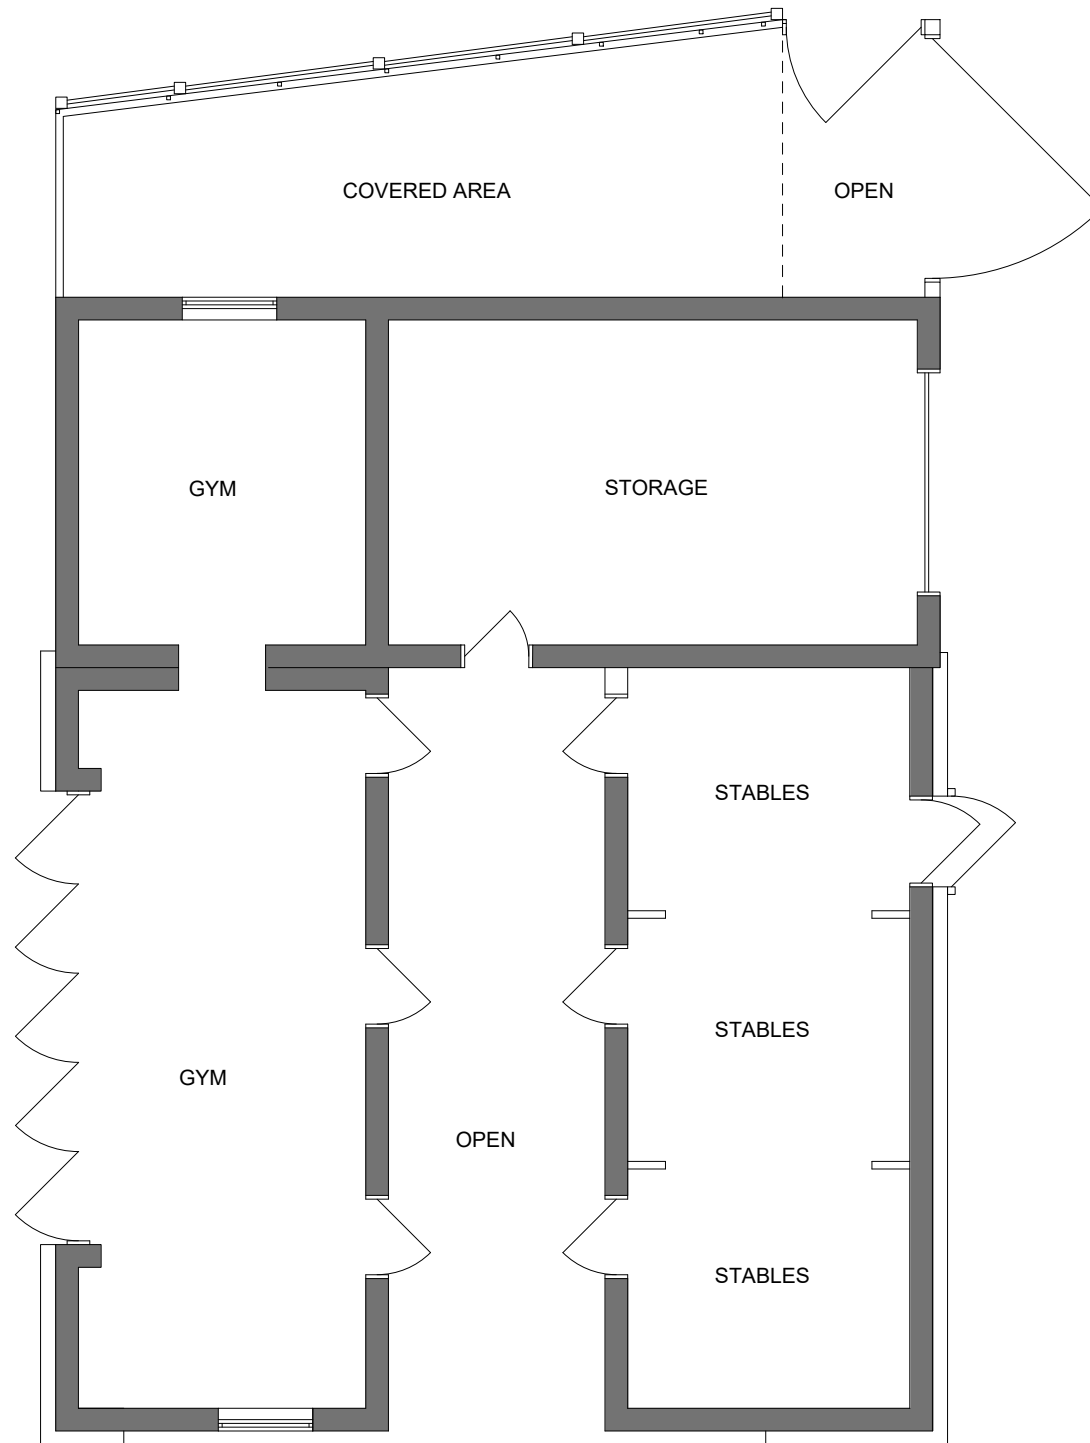 COVERED AREA
OPEN
GYM
STORAGE
STABLES
STABLES
GYM
OPEN
STABLES